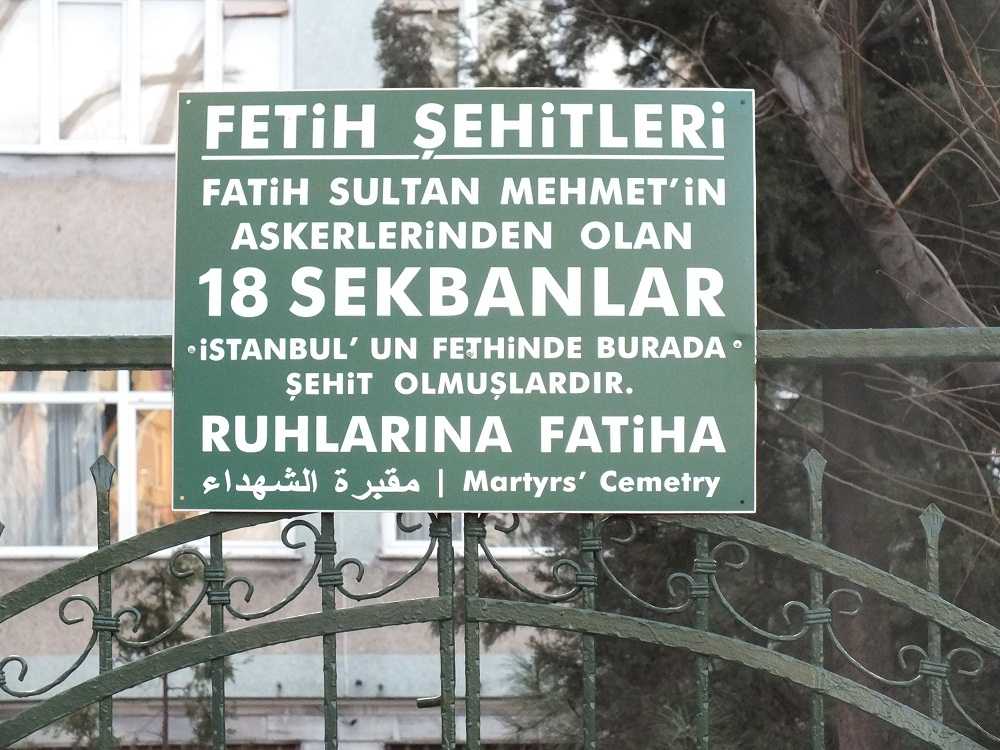 FETiH ŞEHiTLERi
FATiH SULTAN MEHMET'iN
ASKERLERiNDEN OLAN
18 SEKBANLAR
iSTANBUL' UN FETHiNDE BURADA
ŞEHiT OLMUŞLARDIR.
RUHLARINA FATiHA
مقبرة الشهداء | Martyrs' Cemetry